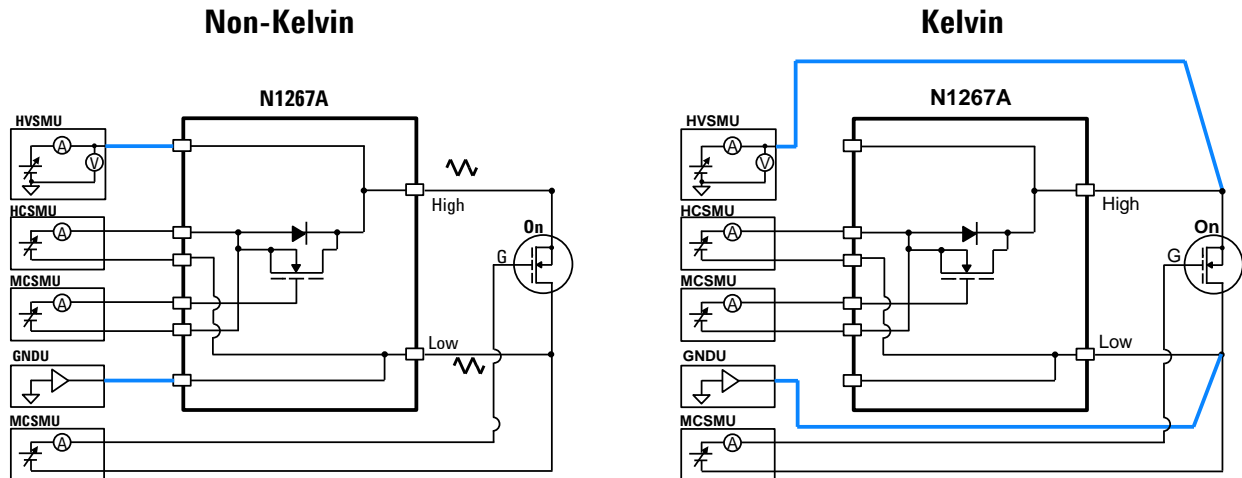 Non-Kelvin
N1267A
HVSMU
A
V
High
HCSMU
A
On
G
MCSMU
A
Low
GNDU
MCSMU
A
Kelvin
N1267A
HVSMU
A
V
High
HCSMU
A
On
G
MCSMU
A
Low
GNDU
MCSMU
A